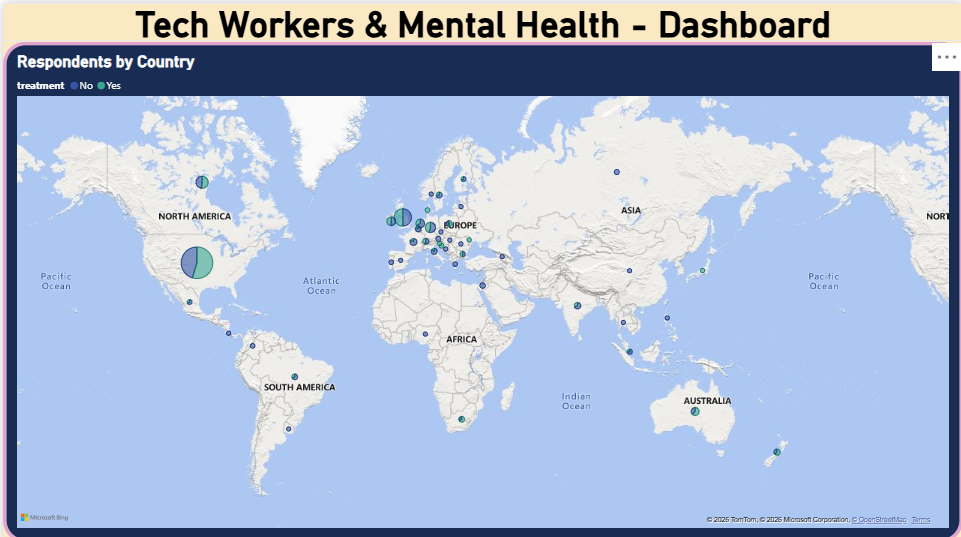 Tech Workers & Mental Health - Dashboard
Respondents by Country
treatment No Yes
NORTH AMERICA
ASIA
NORT
EUROPE
Pacific
Ocean
Atlantic
Ocean
Pacific
Ocean
AFRICA
SOUTH AMERICA
Indian
Ocean
AUSTRALIA
Microsoft Bing
© 2026 TomTom, © 2026 Microsoft Corporation, © OpenStreetMap Terms